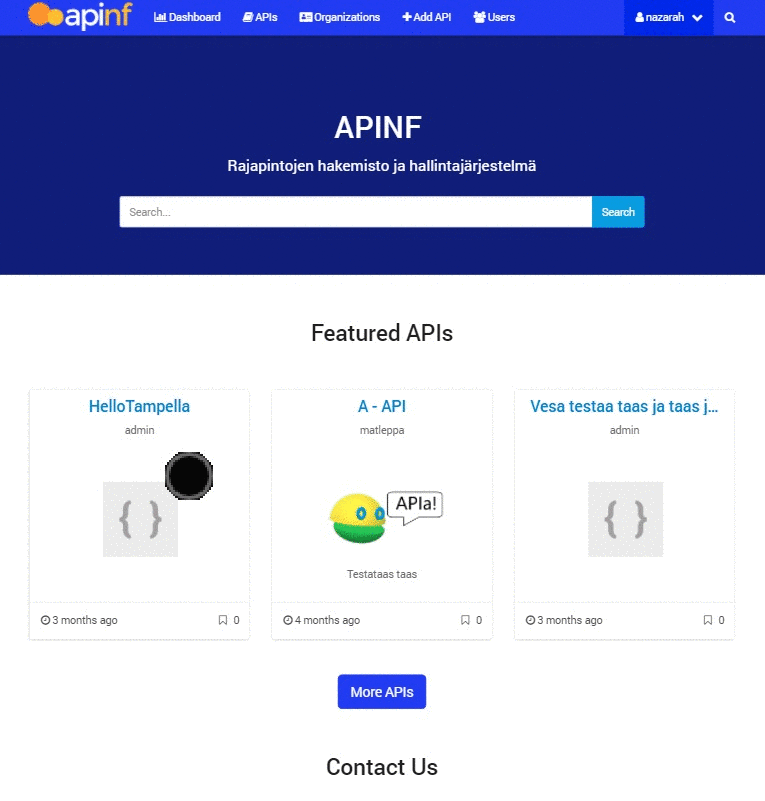 apinf Dashboard APIs Organizations Add API Users nazarah
APINF
Rajapintojen hakemisto ja hallintajärjestelmä
Search... Search
Featured APIs
HelloTampella
admin
{ }
3 months ago 0
A - API
matleppa
APIa!
Testataas taas
4 months ago 0
Vesa testaa taas ja taas j...
admin
{ }
3 months ago 0
More APIs
Contact Us